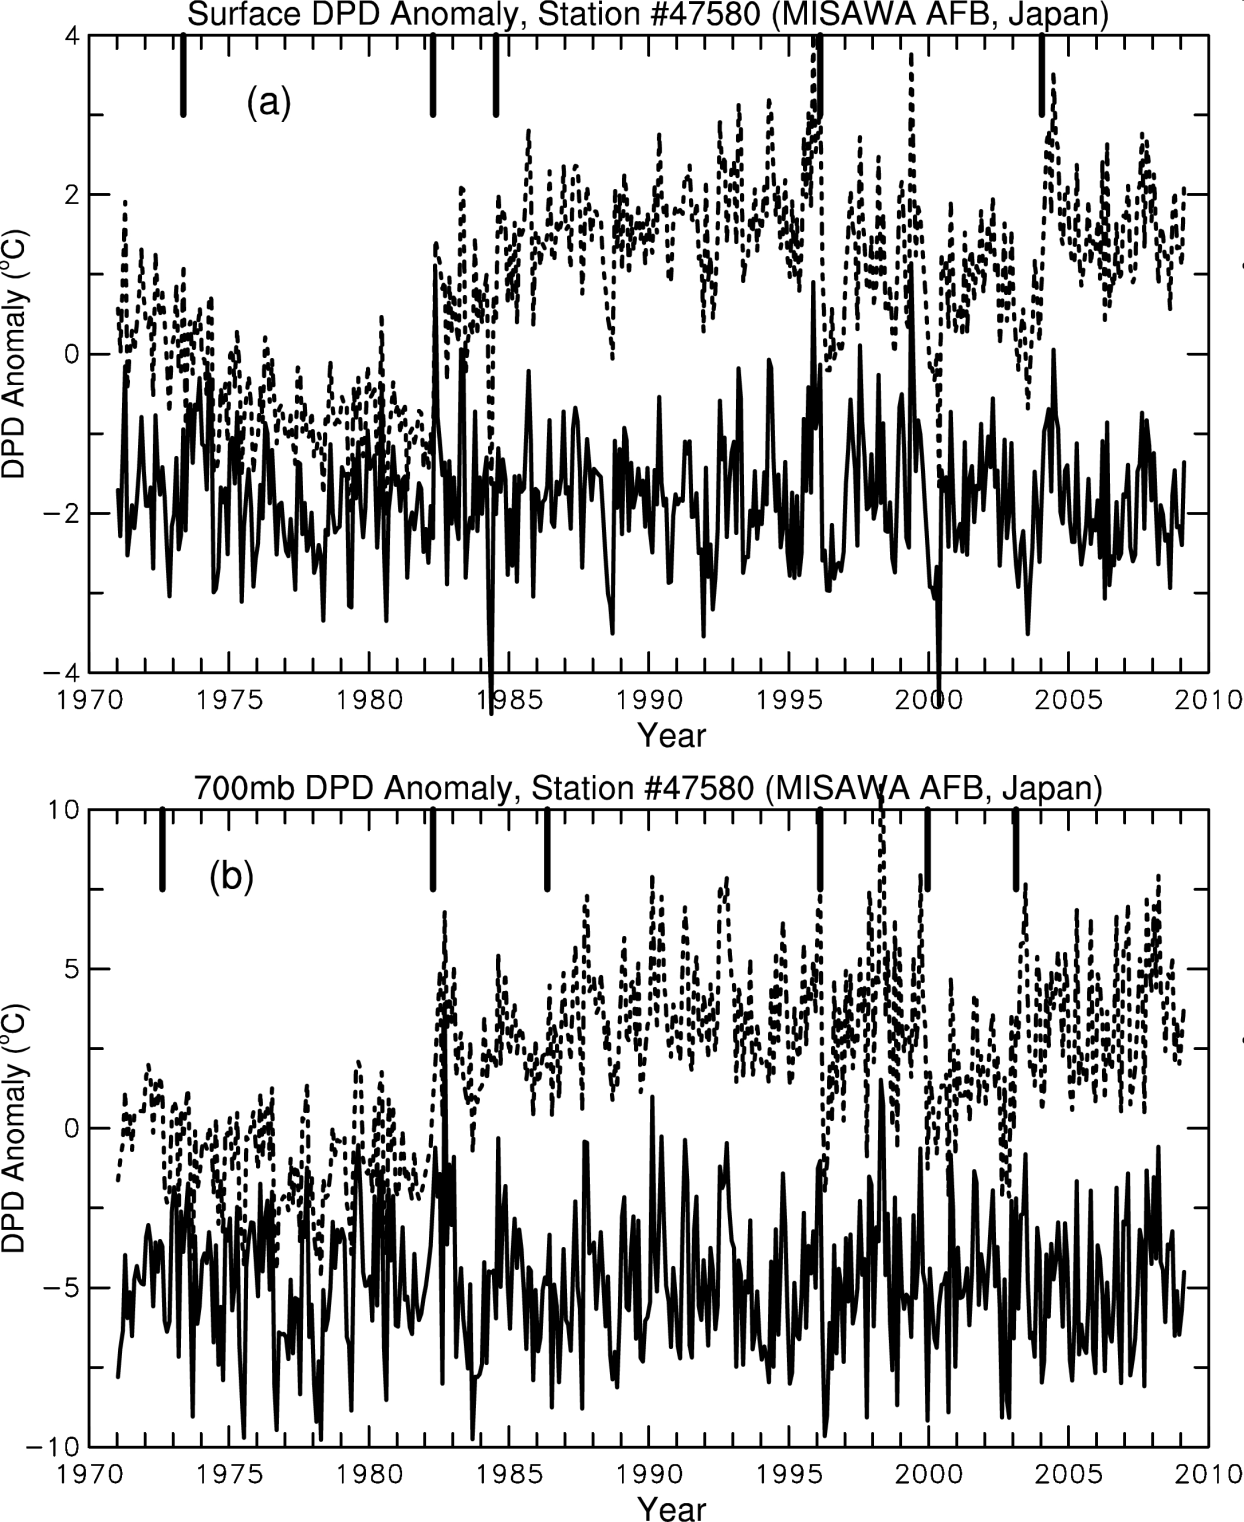 Surface DPD Anomaly, Station #47580 (MISAWA AFB, Japan)
4
(a)
2
0
−2
−4
DPD Anomaly (°C)
1970 1975 1980 1985 1990 1995 2000 2005 2010
Year
700mb DPD Anomaly, Station #47580 (MISAWA AFB, Japan)
10
(b)
5
0
−5
−10
DPD Anomaly (°C)
1970 1975 1980 1985 1990 1995 2000 2005 2010
Year